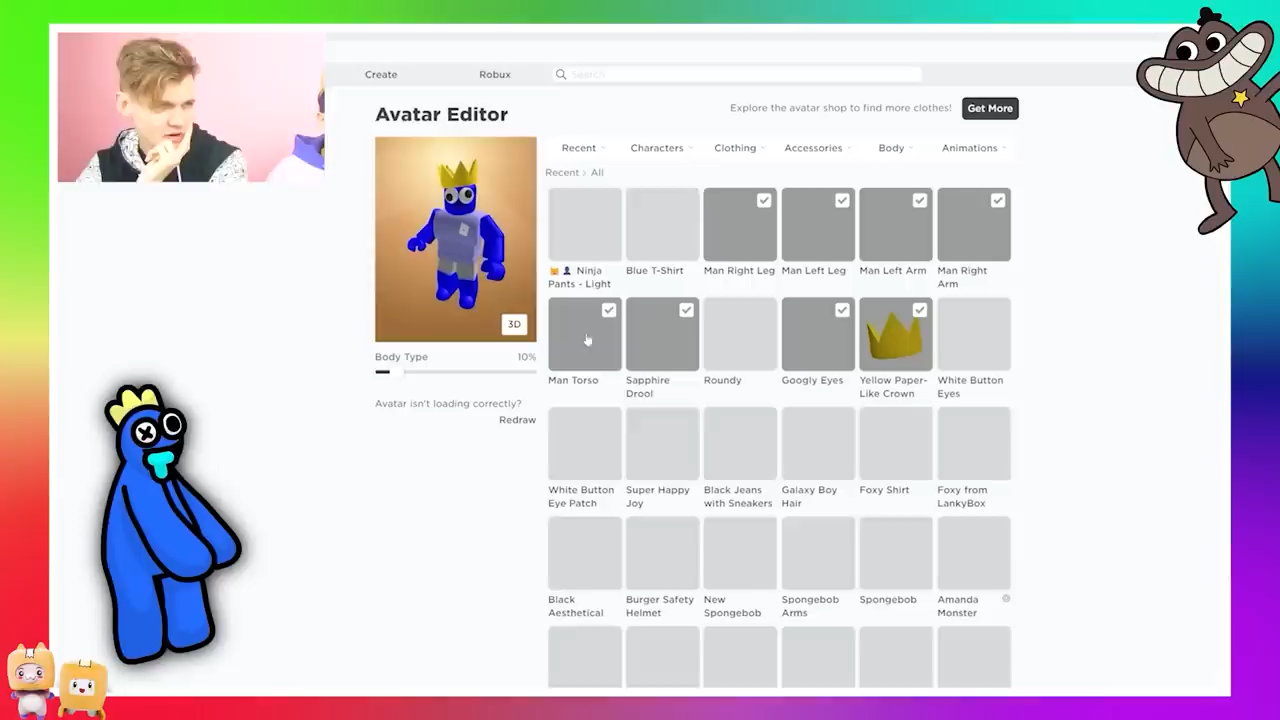 Create
Robux
Search
Avatar Editor
Explore the avatar shop to find more clothes!
Get More
Recent
Characters
Clothing
Accessories
Body
Animations
Recent › All
3D
Body Type
10%
Avatar isn't loading correctly?
Redraw
Ninja
Pants - Light
Blue T-Shirt
Man Right Leg
Man Left Leg
Man Left Arm
Man Right
Arm
Man Torso
Sapphire
Drool
Roundy
Googly Eyes
Yellow Paper-
Like Crown
White Button
Eyes
White Button
Eye Patch
Super Happy
Joy
Black Jeans
with Sneakers
Galaxy Boy
Hair
Foxy Shirt
Foxy from
LankyBox
Black
Aesthetical
Burger Safety
Helmet
New
Spongebob
Spongebob
Arms
Spongebob
Amanda
Monster